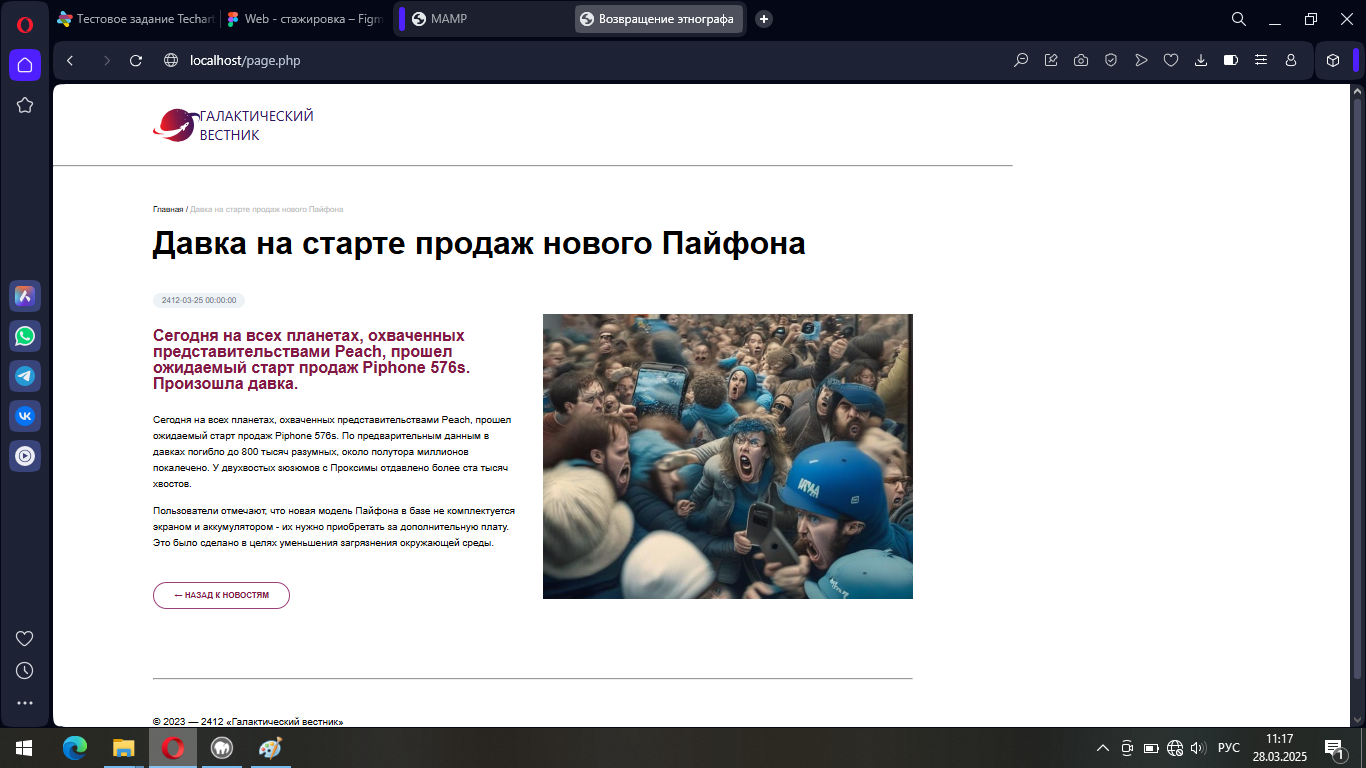 Тестовое задание Techart
Web - стажировка – Figm
MAMP
Возвращение этнографа
localhost/page.php
ГАЛАКТИЧЕСКИЙ
ВЕСТНИК
Главная / Давка на старте продаж нового Пайфона
Давка на старте продаж нового Пайфона
2412-03-25 00:00:00
Сегодня на всех планетах, охваченных
представительствами Peach, прошел
ожидаемый старт продаж Piphone 576s.
Произошла давка.
Сегодня на всех планетах, охваченных представительствами Peach, прошел
ожидаемый старт продаж Piphone 576s. По предварительным данным в
давках погибло до 800 тысяч разумных, около полутора миллионов
покалечено. У двухвостых зюзюмов с Проксимы отдавлено более ста тысяч
хвостов.
Пользователи отмечают, что новая модель Пайфона в базе не комплектуется
экраном и аккумулятором - их нужно приобретать за дополнительную плату.
Это было сделано в целях уменьшения загрязнения окружающей среды.
← НАЗАД К НОВОСТЯМ
© 2023 — 2412 «Галактический вестник»
РУС
11:17
28.03.2025
1